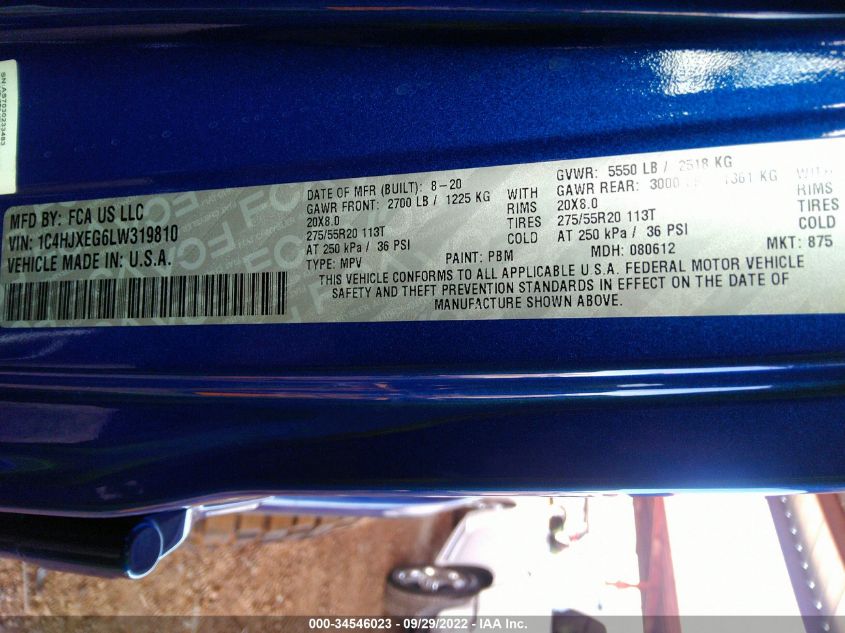 SN:AS7030233483
MFD BY: FCA US LLC
VIN: 1C4HJXEG6LW319810
VEHICLE MADE IN: U.S.A.
DATE OF MFR (BUILT): 8-20
GAWR FRONT: 2700 LB / 1225 KG WITH
20X8.0 RIMS
275/55R20 113T TIRES
AT 250 kPa / 36 PSI COLD
TYPE: MPV PAINT: PBM
GVWR: 5550 LB / 2518 KG
GAWR REAR: 3000 LB / 1361 KG WITH
20X8.0 RIMS
275/55R20 113T TIRES
AT 250 kPa / 36 PSI COLD
MDH: 080612 MKT: 875
THIS VEHICLE CONFORMS TO ALL APPLICABLE U.S.A. FEDERAL MOTOR VEHICLE
SAFETY AND THEFT PREVENTION STANDARDS IN EFFECT ON THE DATE OF
MANUFACTURE SHOWN ABOVE.
000-34546023 - 09/29/2022 - IAA Inc.